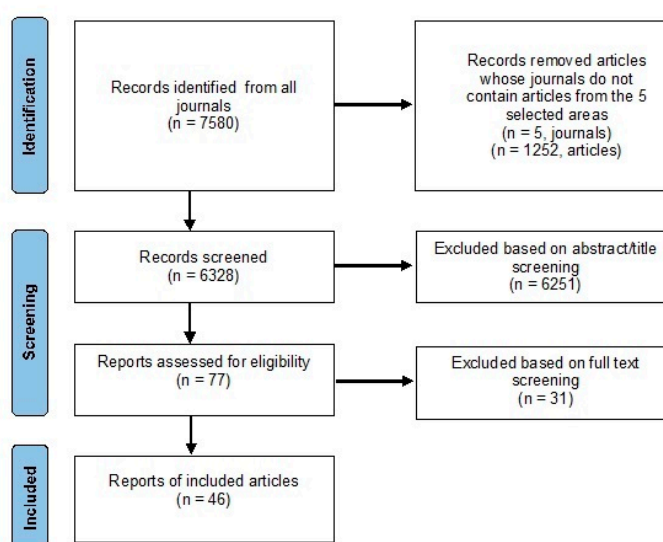 Identification
Records identified from all
journals
(n = 7580)
Records removed articles
whose journals do not
contain articles from the 5
selected areas
(n = 5, journals)
(n = 1252, articles)
Screening
Records screened
(n = 6328)
Excluded based on abstract/title
screening
(n = 6251)
Reports assessed for eligibility
(n = 77)
Excluded based on full text
screening
(n = 31)
Included
Reports of included articles
(n = 46)